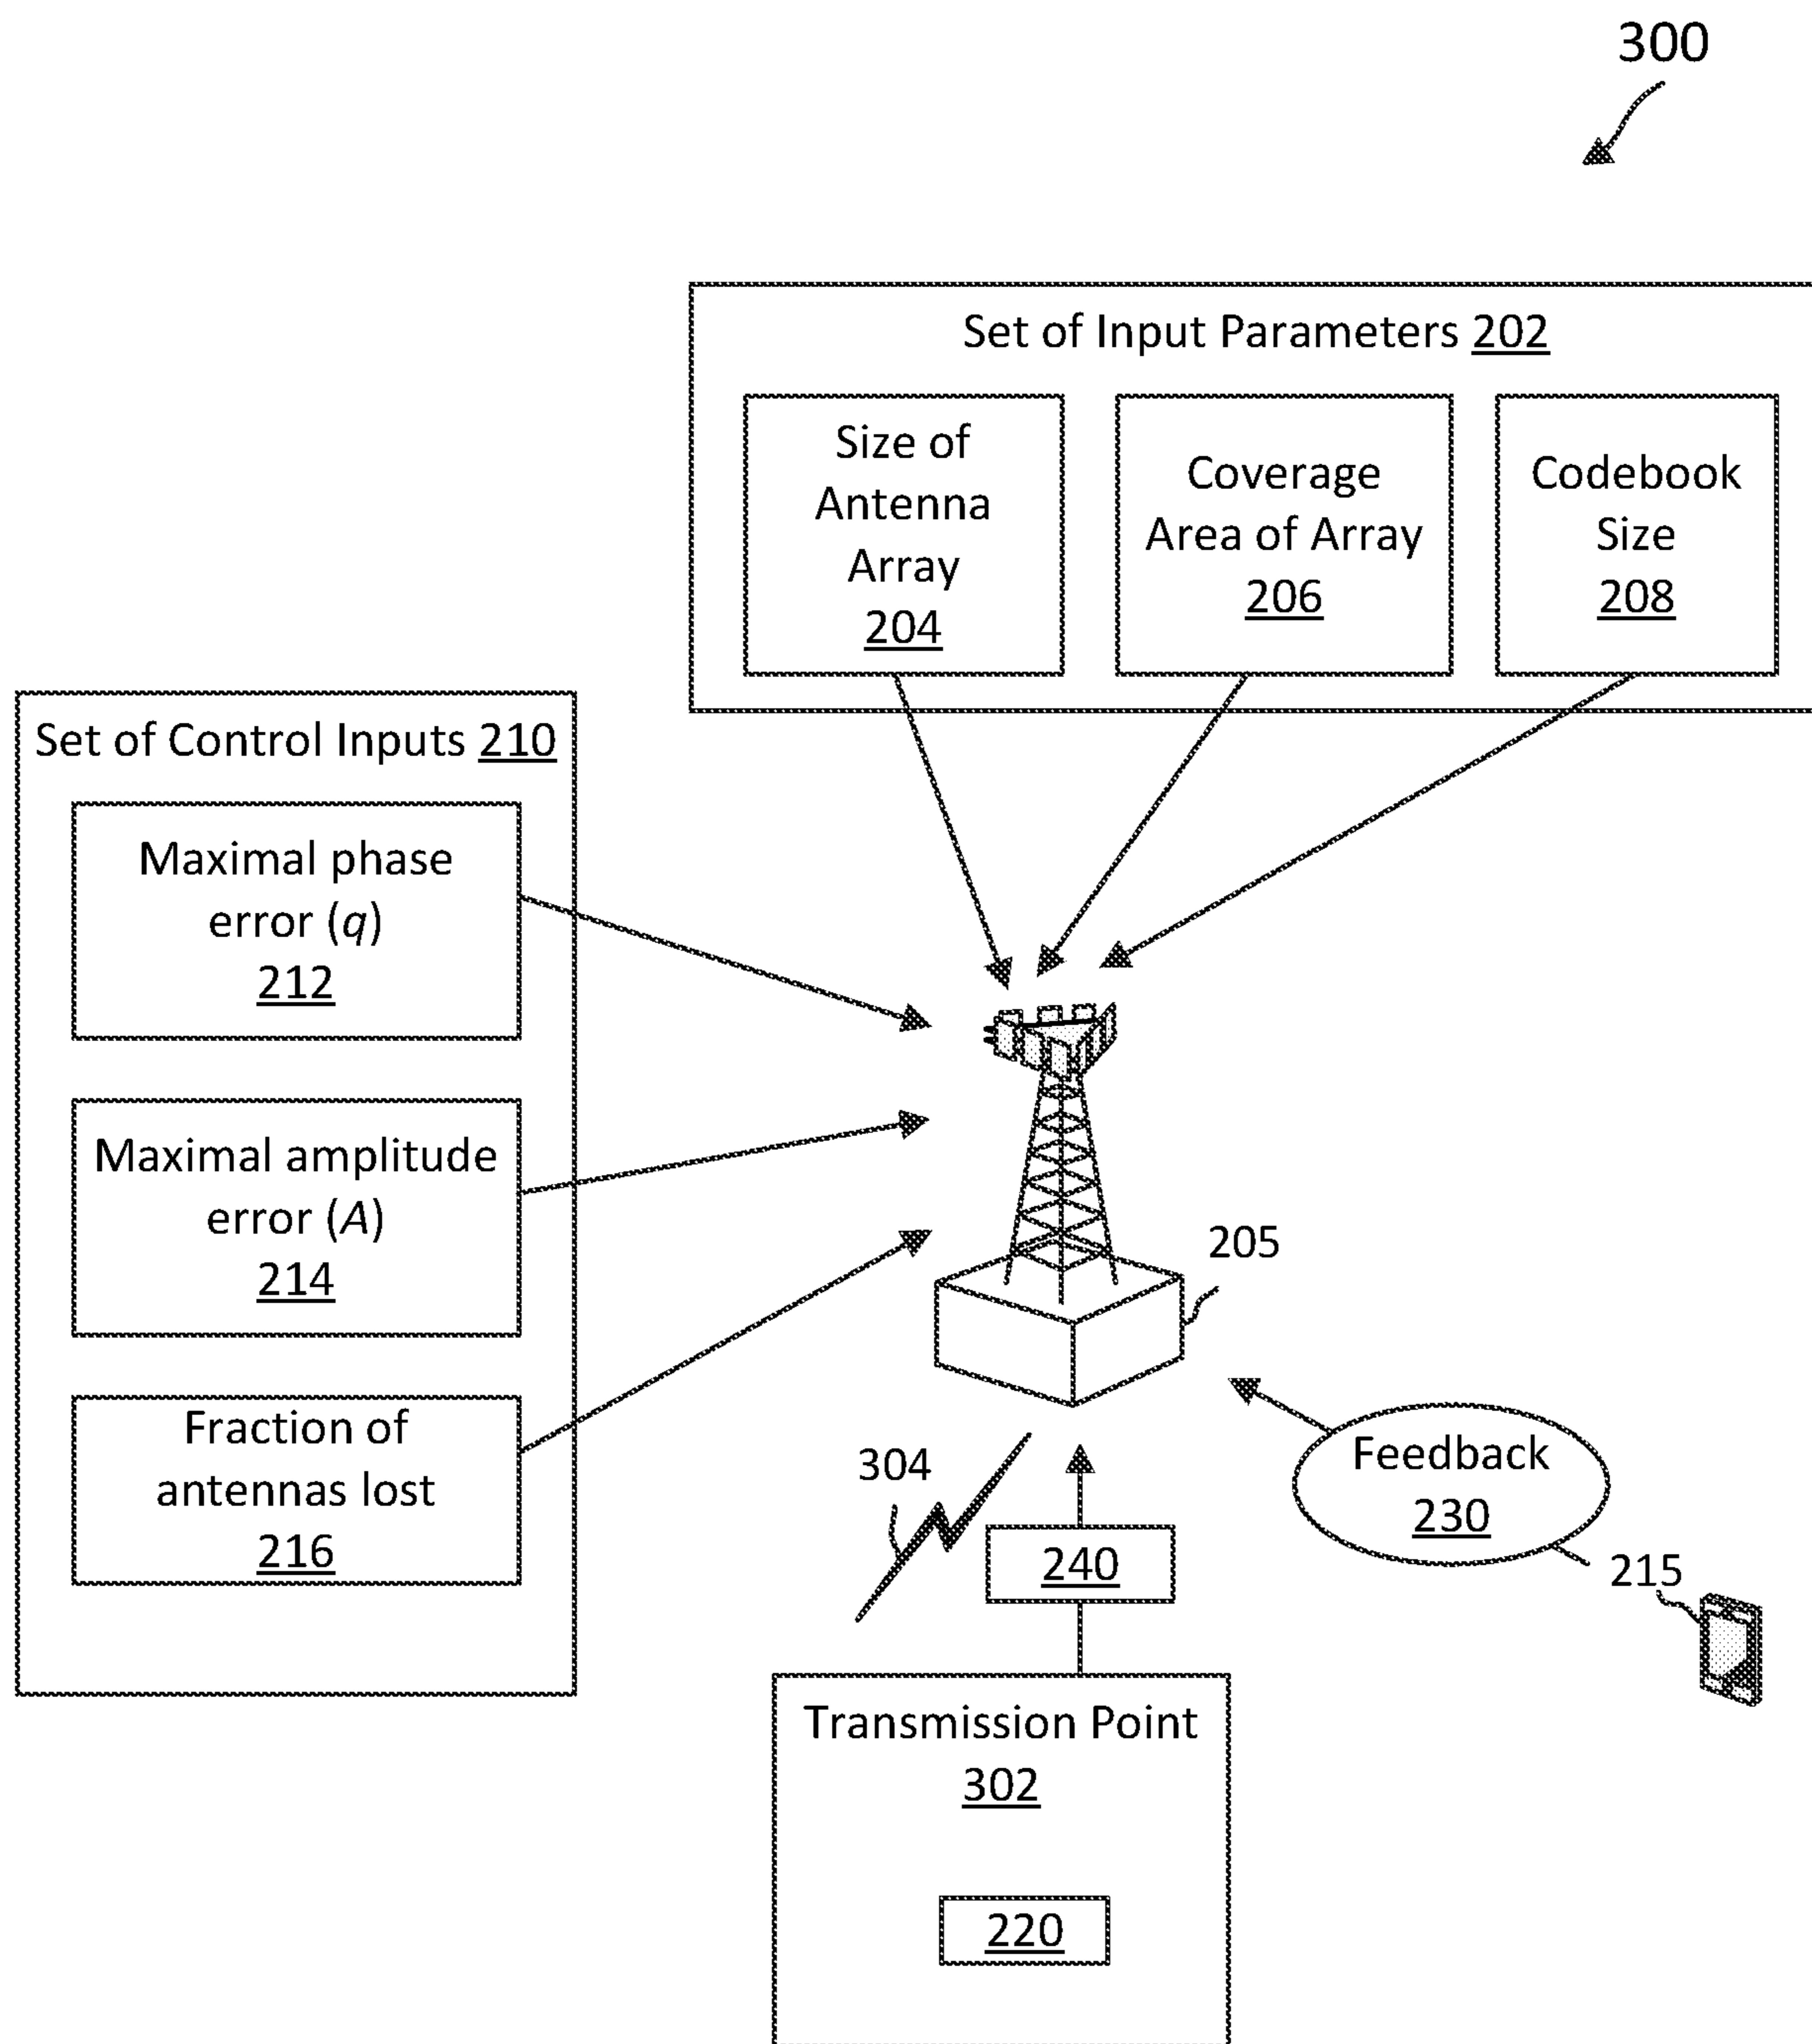 300
Set of Input Parameters 202
Size of
Antenna
Array
204
Coverage
Area of Array
206
Codebook
Size
208
Set of Control Inputs 210
Maximal phase
error (q)
212
Maximal amplitude
error (A)
214
Fraction of
antennas lost
216
205
304
240
Feedback
230
215
Transmission Point
302
220